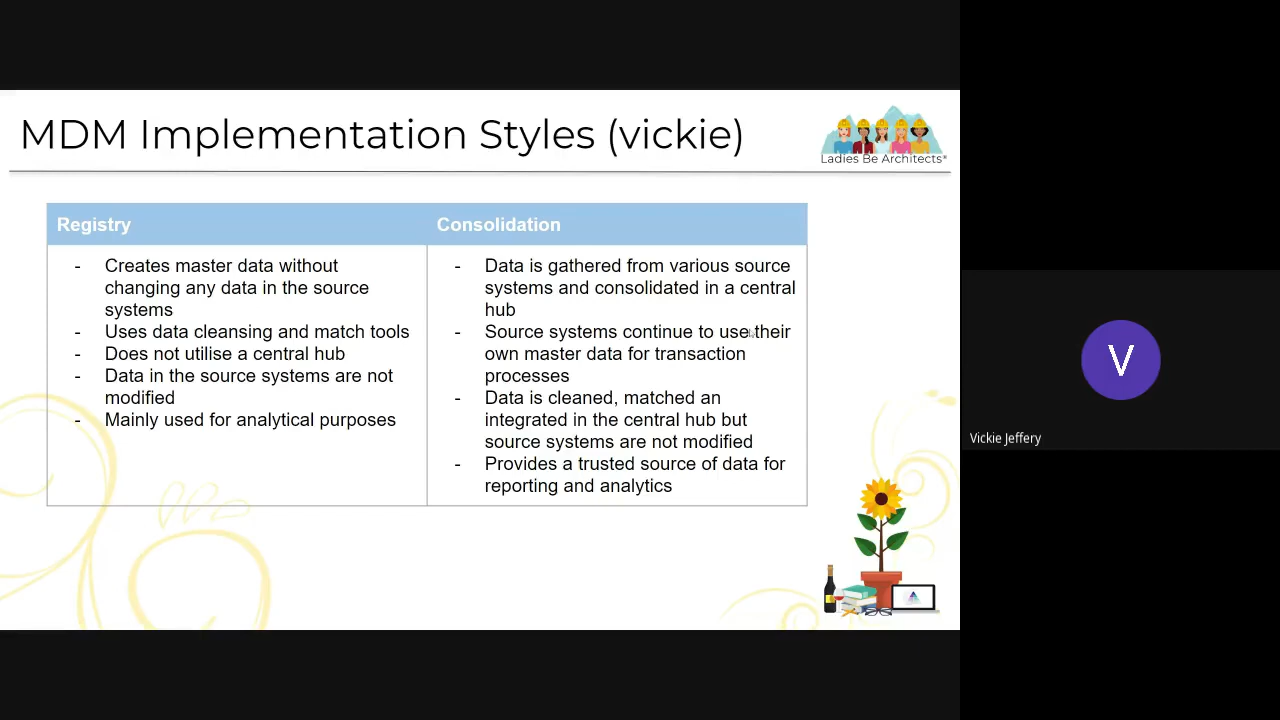 MDM Implementation Styles (vickie)
Ladies Be Architects*
Registry
- Creates master data without
changing any data in the source
systems
- Uses data cleansing and match tools
- Does not utilise a central hub
- Data in the source systems are not
modified
- Mainly used for analytical purposes
Consolidation
- Data is gathered from various source
systems and consolidated in a central
hub
- Source systems continue to use their
own master data for transaction
processes
- Data is cleaned, matched an
integrated in the central hub but
source systems are not modified
- Provides a trusted source of data for
reporting and analytics
V
Vickie Jeffery